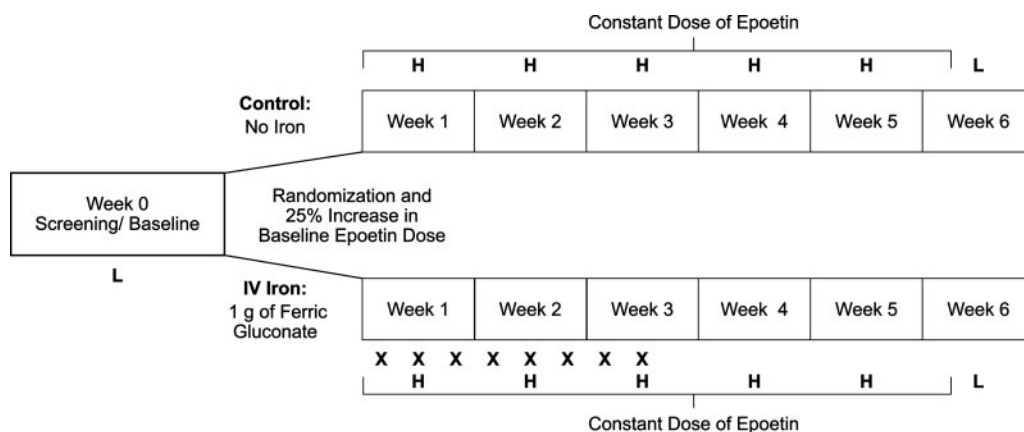 Constant Dose of Epoetin
H H H H H L
Control:
No Iron
Week 1 Week 2 Week 3 Week 4 Week 5 Week 6
Week 0
Screening/ Baseline
L
Randomization and
25% Increase in
Baseline Epoetin Dose
IV Iron:
1 g of Ferric
Gluconate
Week 1 Week 2 Week 3 Week 4 Week 5 Week 6
X X X X X X X X
H H H H H L
Constant Dose of Epoetin